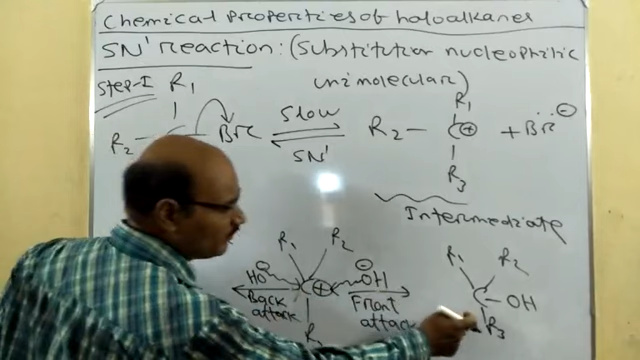 Chemical properties of haloalkanes
SN' reaction: (Substitution nucleophilic
unimolecular)
Step-I
R1
R2— Br
Slow
SN'
R1
R2— C⊕ + Br⊖
R3
Intermediate
R1 R2
HO⊖ C⊕ ⊖OH
Back attack
Front attack
R
R1 R2
C—OH
R3